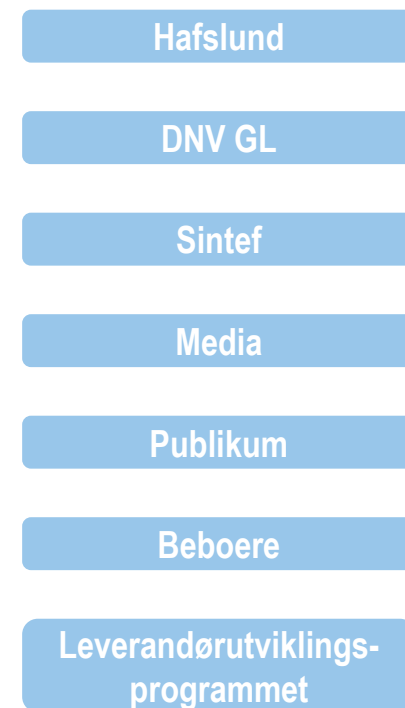 Hafslund
DNV GL
Sintef
Media
Publikum
Beboere
Leverandørutviklings-
programmet